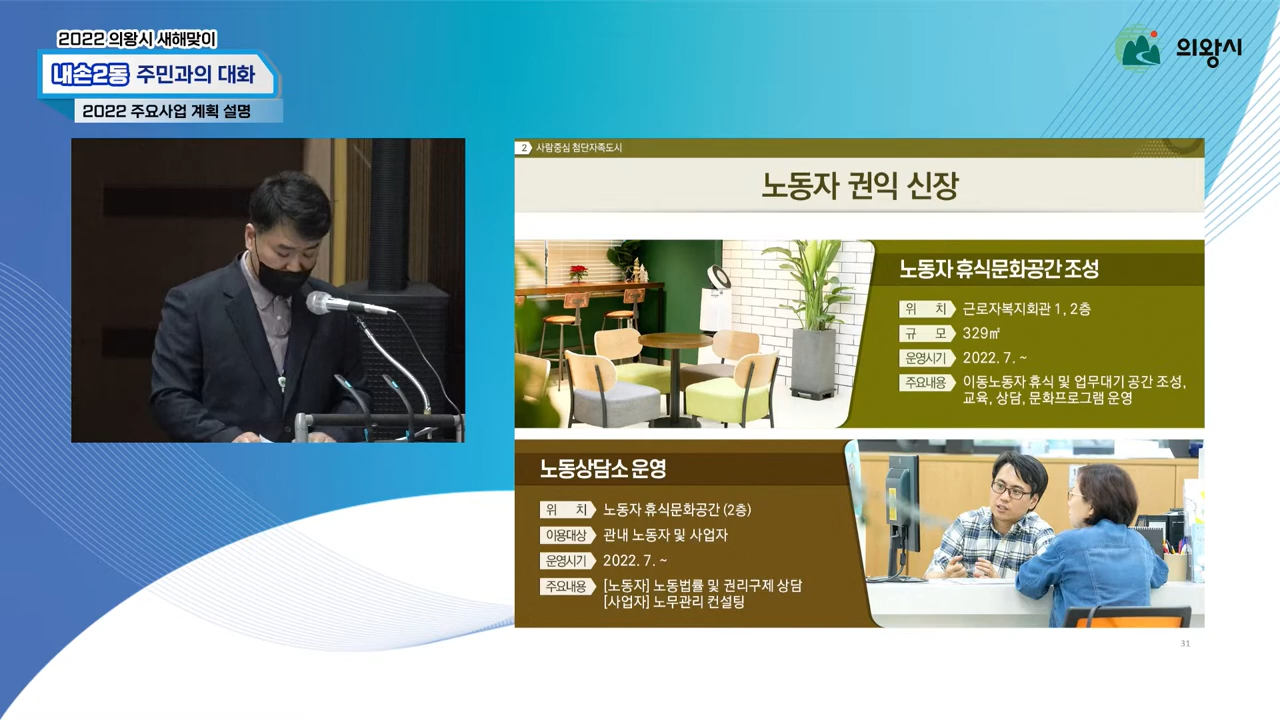 2022 의왕시 새해맞이
내손2동 주민과의 대화
2022 주요사업 계획 설명
의왕시
2 사람중심 첨단자족도시
노동자 권익 신장
노동자 휴식문화공간 조성
위 치 근로자복지회관 1, 2층
규 모 329㎡
운영시기 2022. 7. ~
주요내용 이동노동자 휴식 및 업무대기 공간 조성,
교육, 상담, 문화프로그램 운영
노동상담소 운영
위 치 노동자 휴식문화공간 (2층)
이용대상 관내 노동자 및 사업자
운영시기 2022. 7. ~
주요내용 [노동자] 노동법률 및 권리구제 상담
[사업자] 노무관리 컨설팅
31